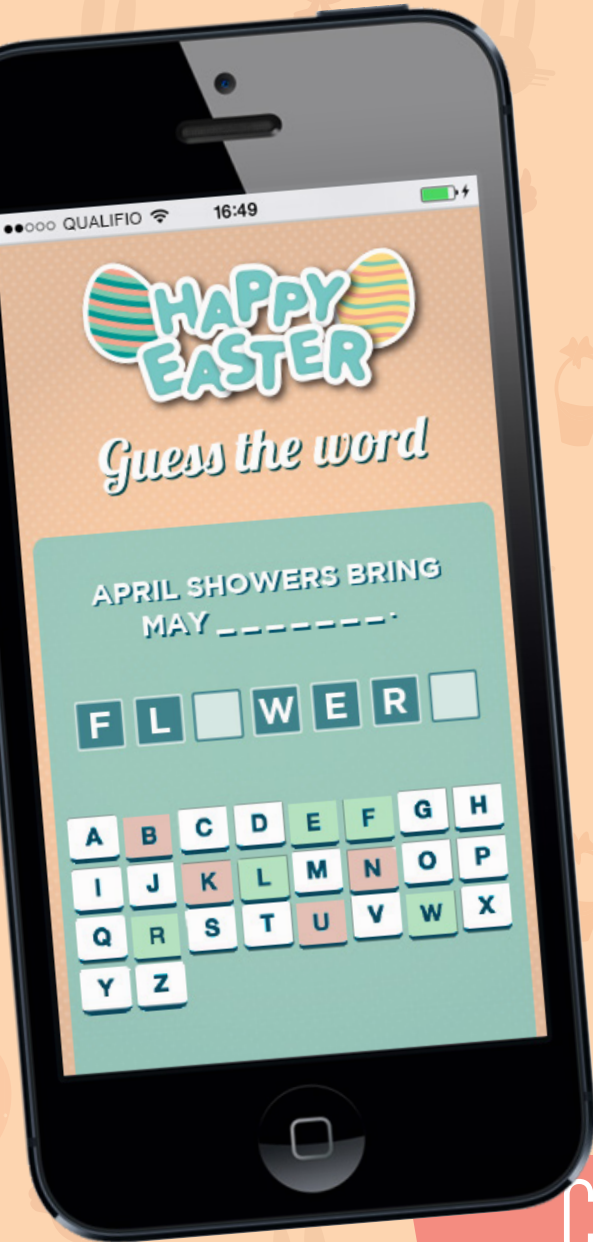 QUALIFIO 16:49
HAPPY
EASTER
Guess the word
APRIL SHOWERS BRING
MAY _ _ _ _ _ _ _.
F L W E R
A B C D E F G H
I J K L M N O P
Q R S T U V W X
Y Z